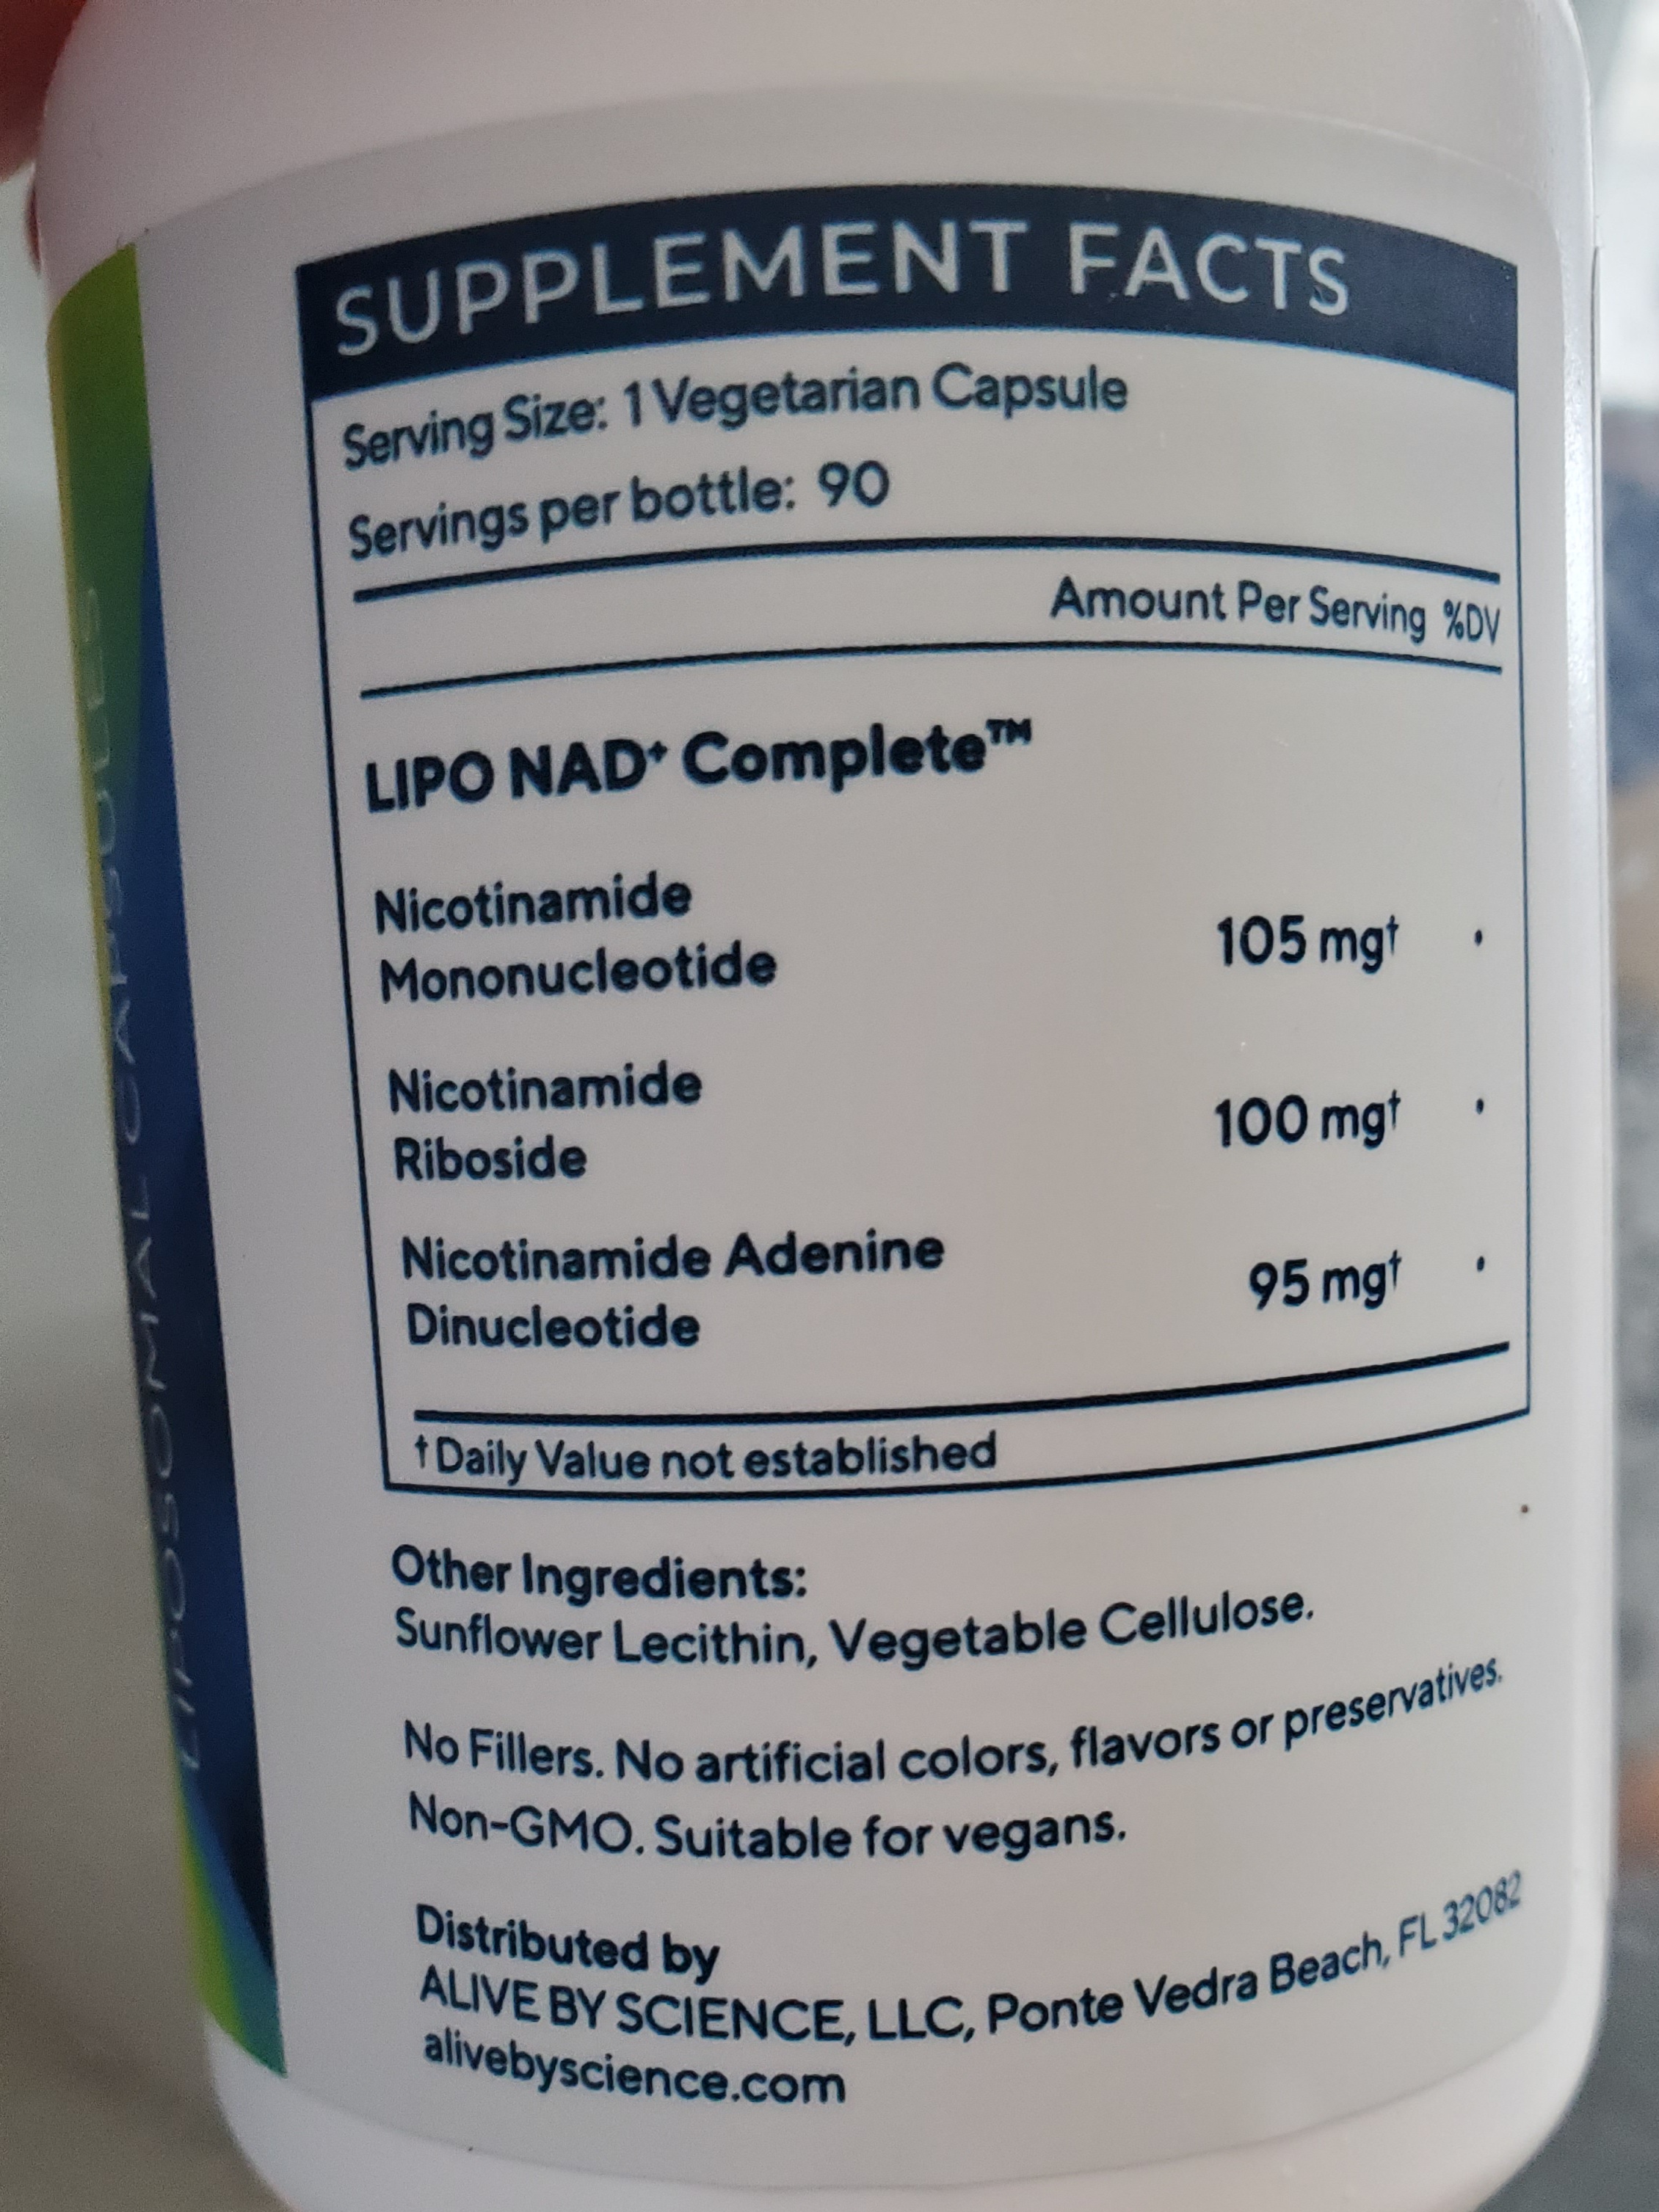 SUPPLEMENT FACTS
Serving Size: 1 Vegetarian Capsule
Servings per bottle: 90
Amount Per Serving %DV
LIPO NAD⁺ Complete™
Nicotinamide
Mononucleotide
105 mg† •
Nicotinamide
Riboside
100 mg† •
Nicotinamide Adenine
Dinucleotide
95 mg† •
† Daily Value not established
Other Ingredients:
Sunflower Lecithin, Vegetable Cellulose.
No Fillers. No artificial colors, flavors or preservatives.
Non-GMO. Suitable for vegans.
Distributed by
ALIVE BY SCIENCE, LLC, Ponte Vedra Beach, FL 32082
alivebyscience.com
LIPOSOMAL CAPSULES